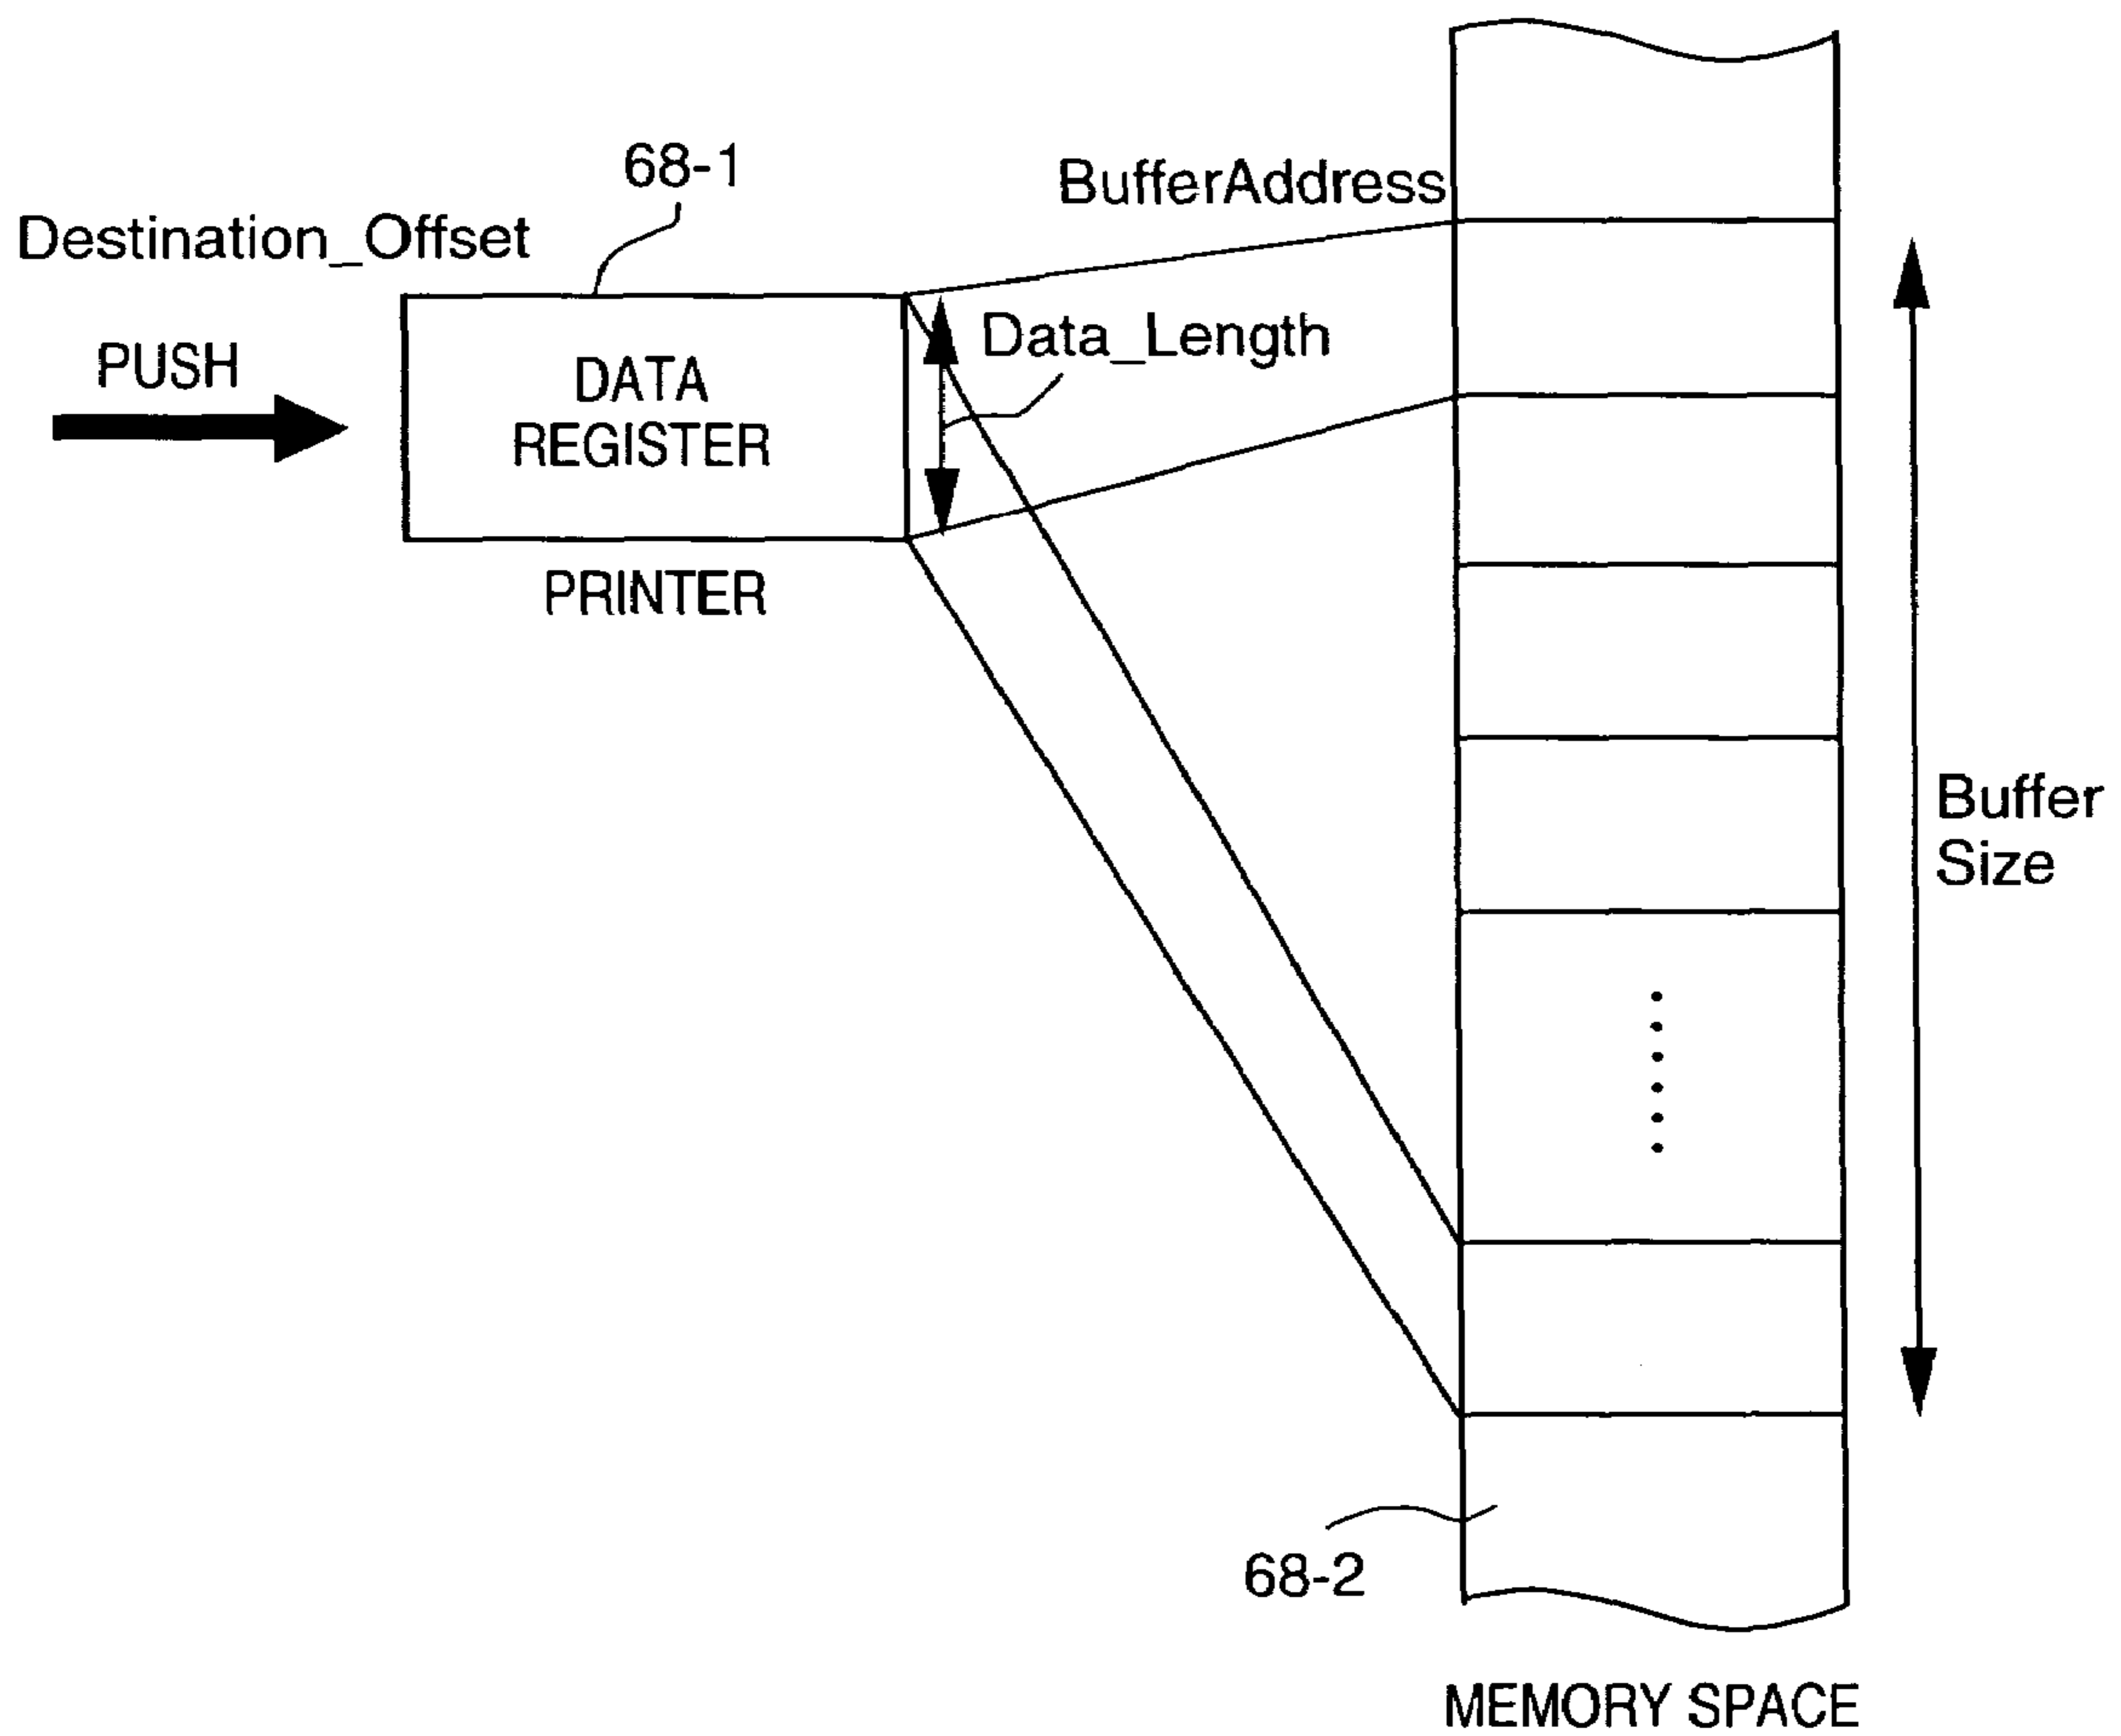 68-1
BufferAddress
Destination_Offset
Data_Length
PUSH
DATA
REGISTER
PRINTER
Buffer
Size
68-2
MEMORY SPACE